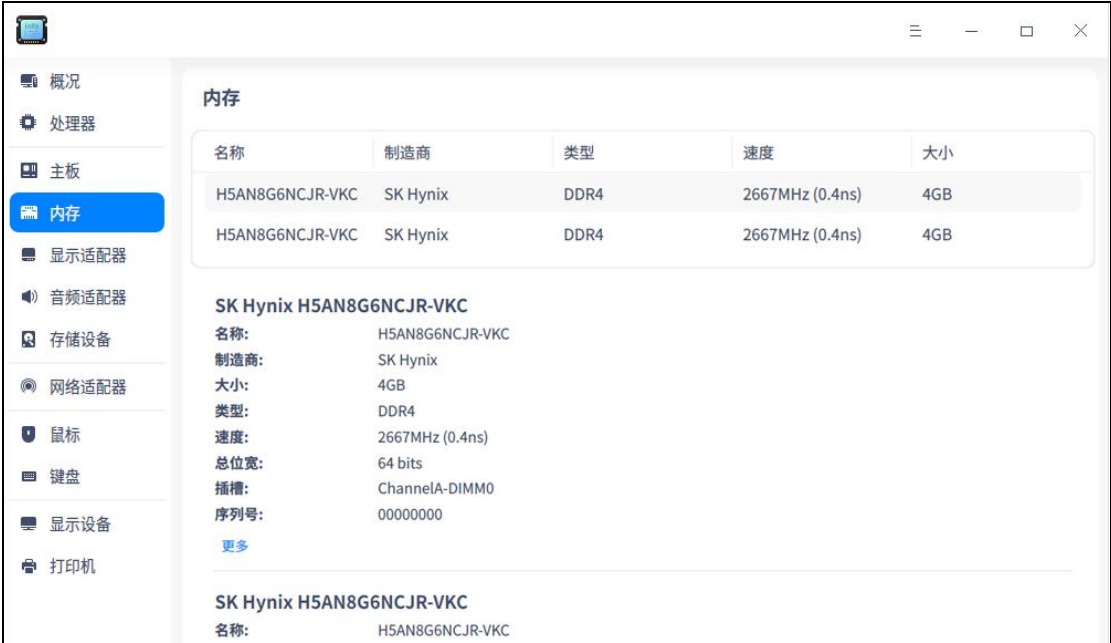 概况
处理器
主板
内存
显示适配器
音频适配器
存储设备
网络适配器
鼠标
键盘
显示设备
打印机
内存
名称 制造商 类型 速度 大小
H5AN8G6NCJR-VKC SK Hynix DDR4 2667MHz (0.4ns) 4GB
H5AN8G6NCJR-VKC SK Hynix DDR4 2667MHz (0.4ns) 4GB
SK Hynix H5AN8G6NCJR-VKC
名称: H5AN8G6NCJR-VKC
制造商: SK Hynix
大小: 4GB
类型: DDR4
速度: 2667MHz (0.4ns)
总位宽: 64 bits
插槽: ChannelA-DIMM0
序列号: 00000000
更多
SK Hynix H5AN8G6NCJR-VKC
名称: H5AN8G6NCJR-VKC